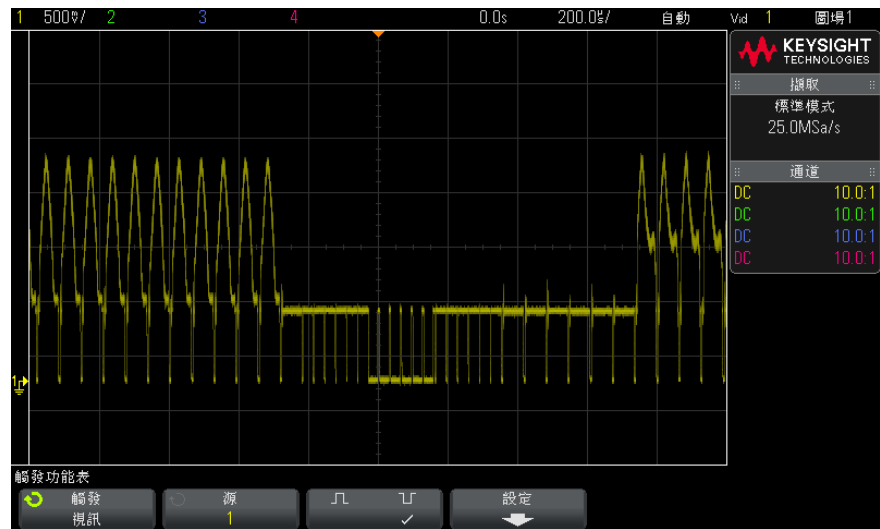 1 500mV/ 2 3 4 0.0s 200.0us/ 自動 Vid 1 圖場1
KEYSIGHT
TECHNOLOGIES
擷取
標準模式
25.0MSa/s
通道
DC 10.0:1
DC 10.0:1
DC 10.0:1
DC 10.0:1
1
觸發功能表
觸發
視訊
源
1
設定